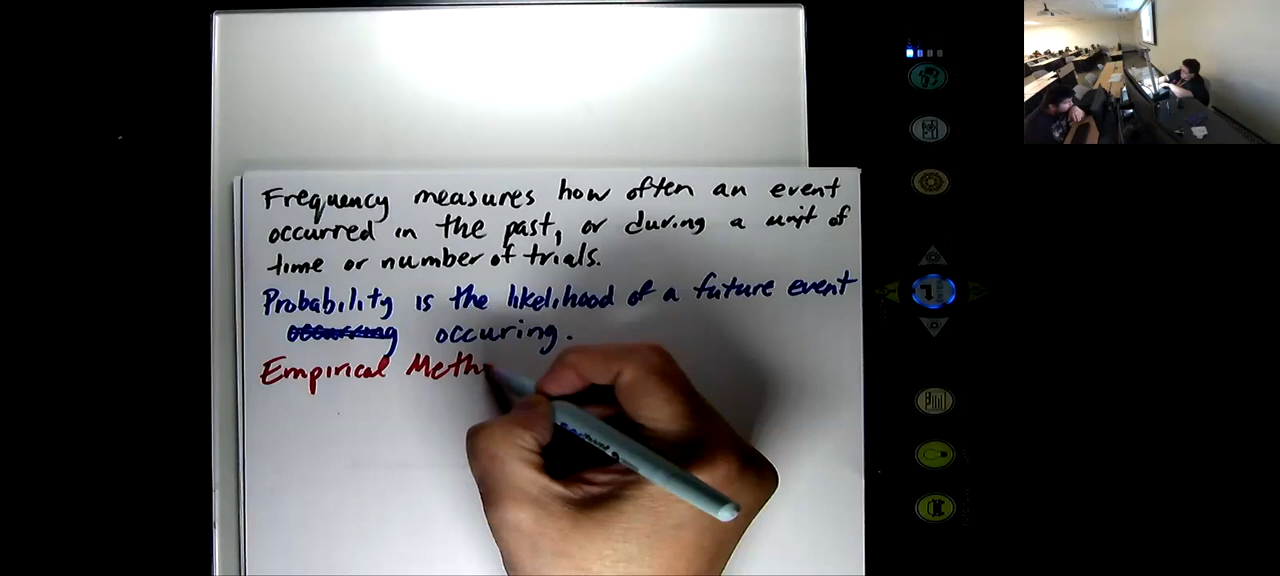 Frequency measures how often an event
occurred in the past, or during a unit of
time or number of trials.
Probability is the likelihood of a future event
occuring.
Empirical Meth